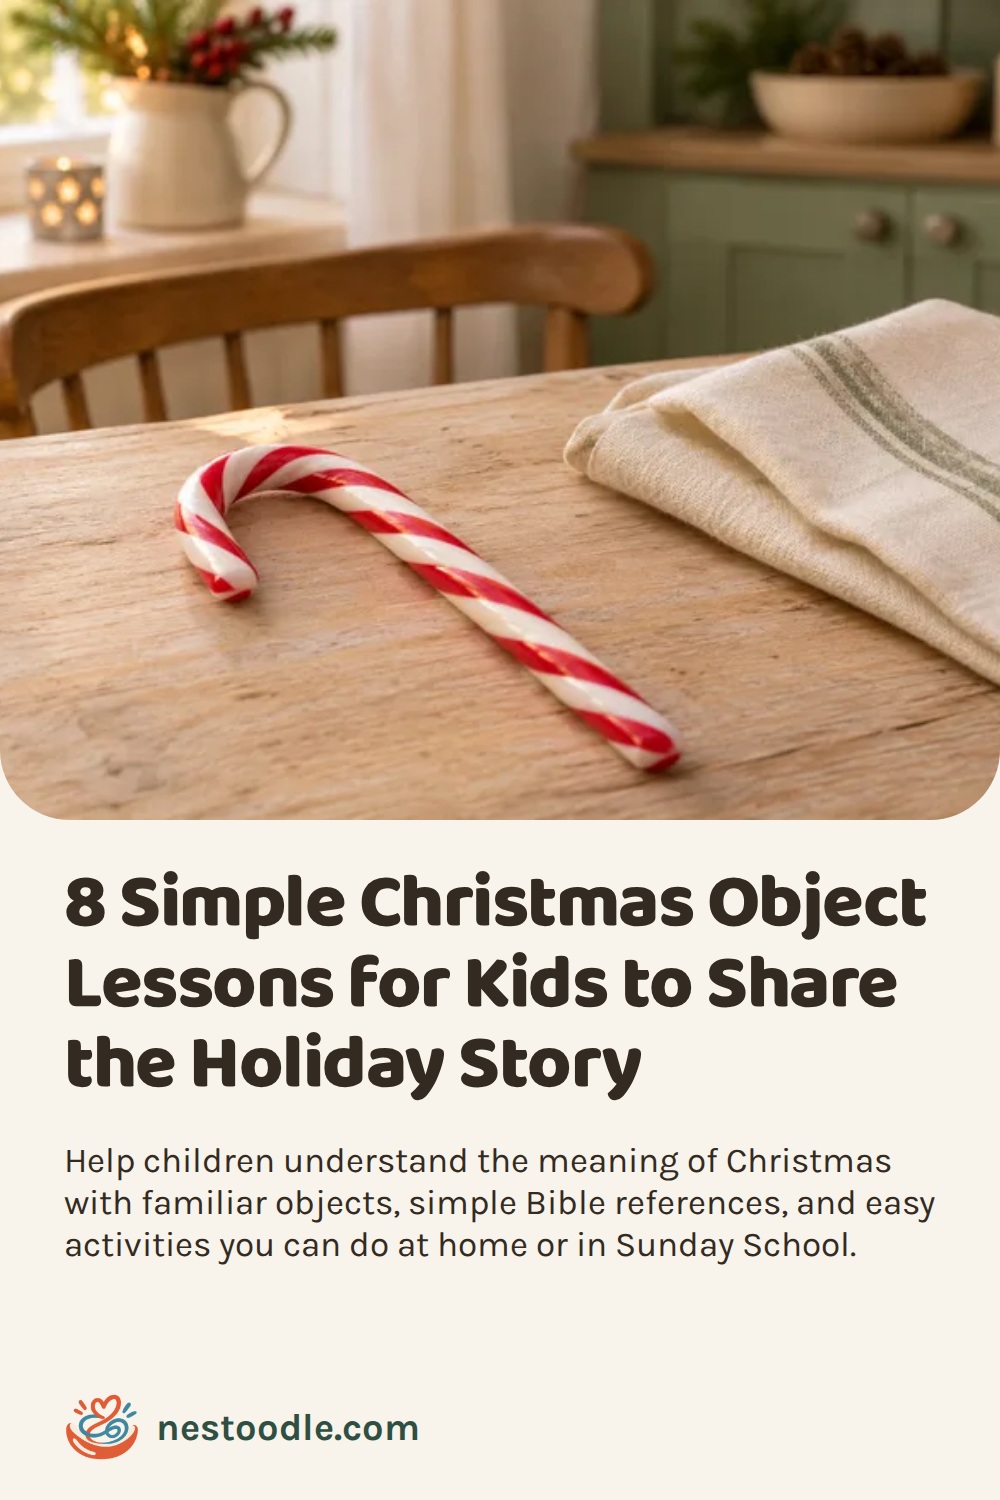 8 Simple Christmas Object
Lessons for Kids to Share
the Holiday Story
Help children understand the meaning of Christmas
with familiar objects, simple Bible references, and easy
activities you can do at home or in Sunday School.
nestoodle.com